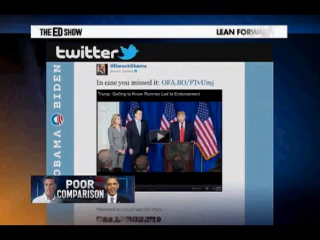 THE ED SHOW
LEAN FORWARD
twitter
@BarackObama
In case you missed it: OFA.BO/PTvUmj
Trump: Getting to Know Romney Led to Endorsement
OBAMA BIDEN
POOR
COMPARISON